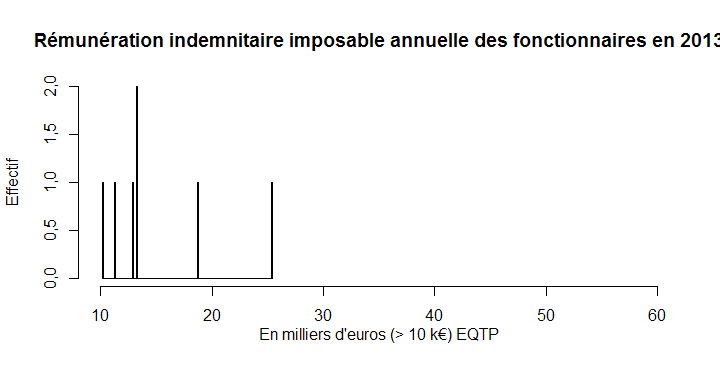 Rémunération indemnitaire imposable annuelle des fonctionnaires en 2013
Effectif
2,0
1,5
1,0
0,5
0,0
10 20 30 40 50 60
En milliers d'euros (> 10 k€) EQTP